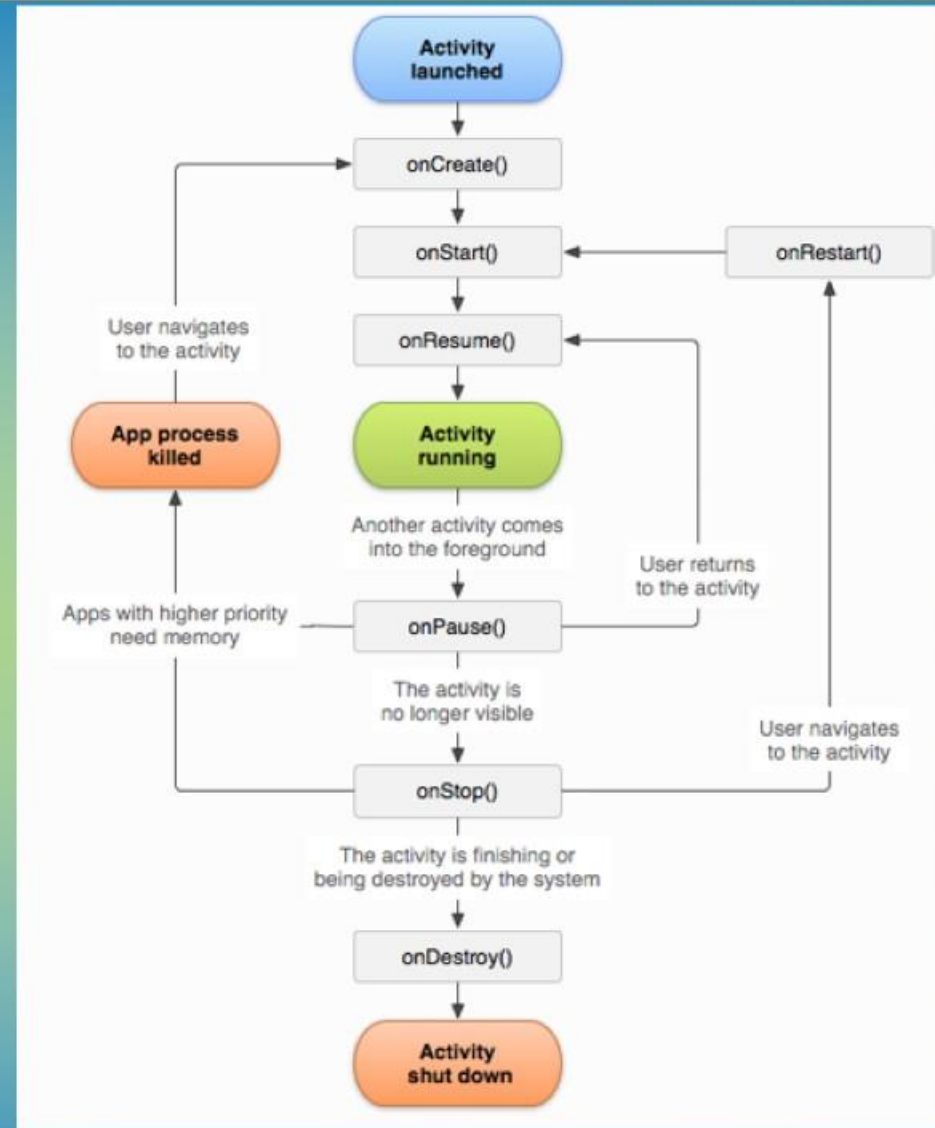 Activity
launched
onCreate()
onStart()
onRestart()
onResume()
User navigates
to the activity
App process
killed
Activity
running
Another activity comes
into the foreground
User returns
to the activity
Apps with higher priority
need memory
onPause()
The activity is
no longer visible
User navigates
to the activity
onStop()
The activity is finishing or
being destroyed by the system
onDestroy()
Activity
shut down